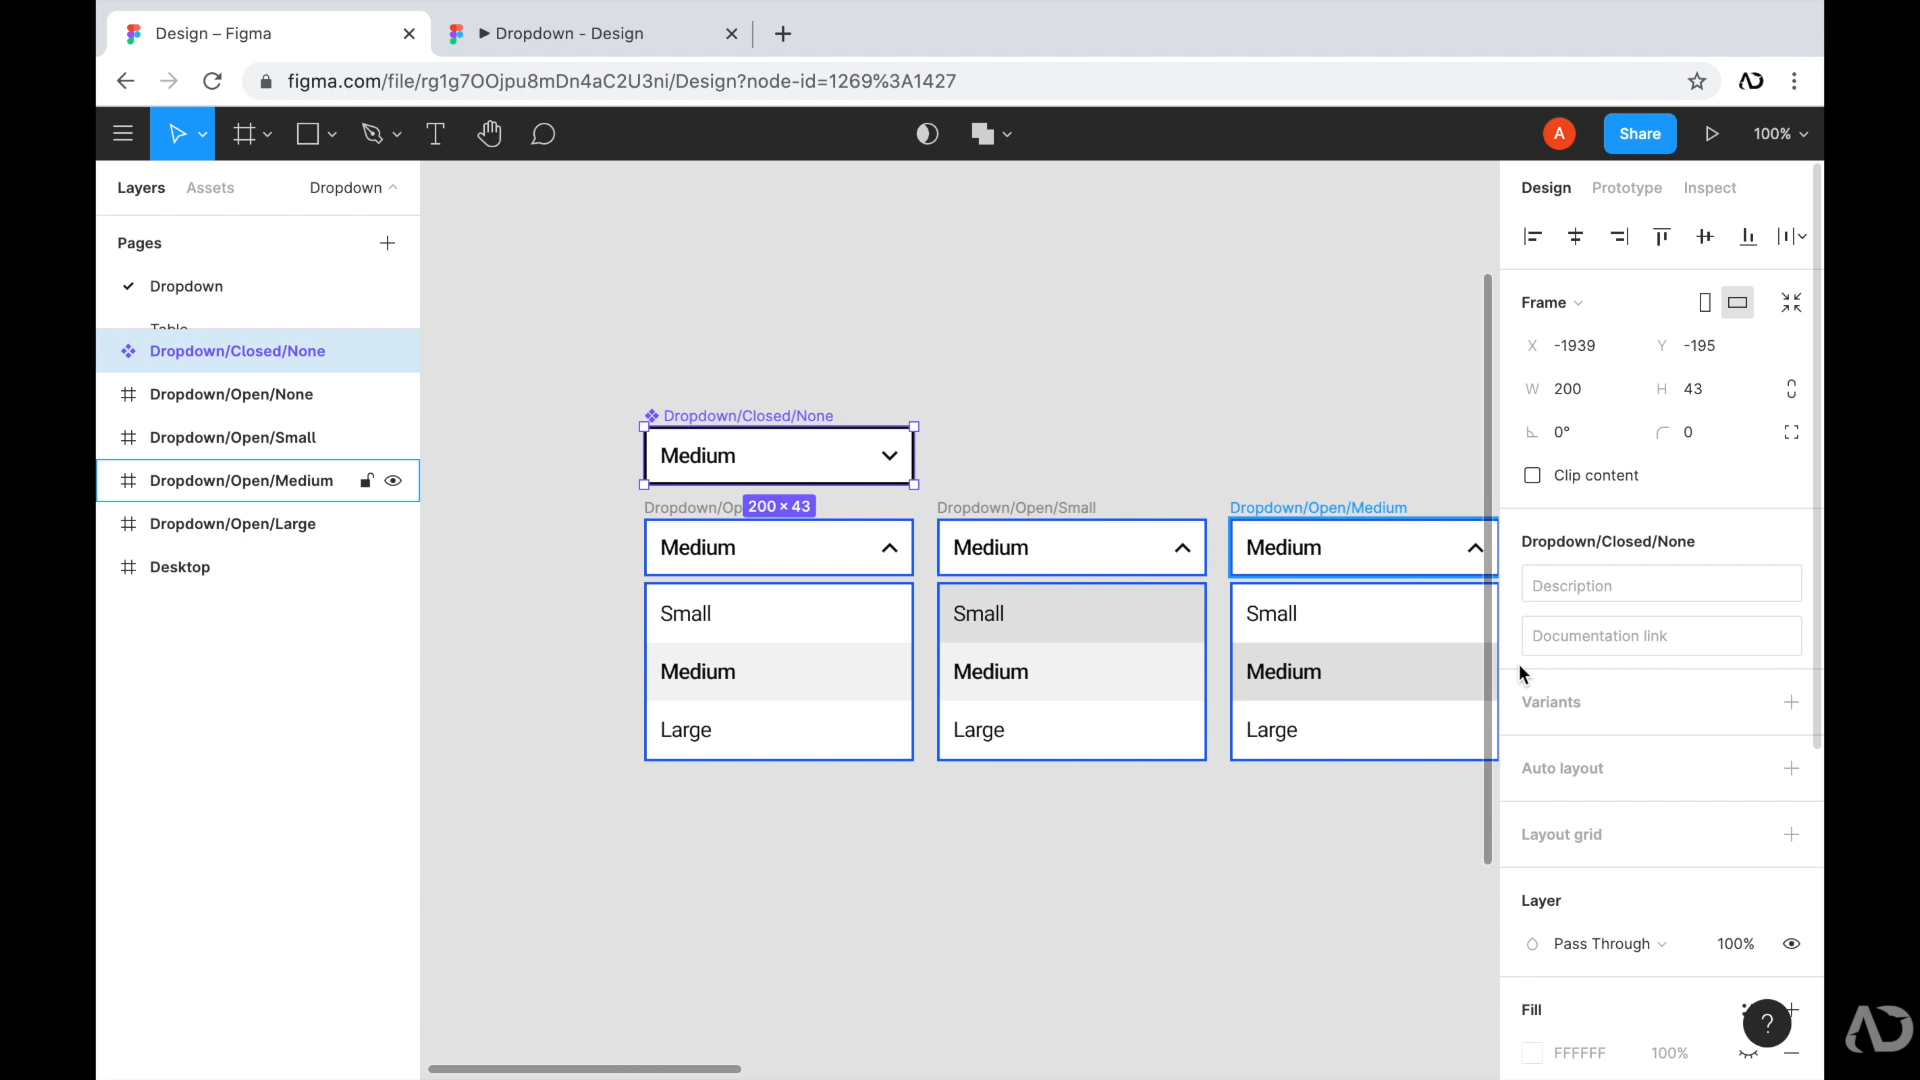 Design – Figma
Dropdown - Design
figma.com/file/rg1g7OOjpu8mDn4aC2U3ni/Design?node-id=1269%3A1427
A
Share
100%
Layers
Assets
Dropdown
Design
Prototype
Inspect
Pages
Dropdown
Table
Dropdown/Closed/None
Dropdown/Open/None
Dropdown/Open/Small
Dropdown/Open/Medium
Dropdown/Open/Large
Desktop
Dropdown/Closed/None
Medium
Dropdown/Op
200 × 43
Medium
Small
Medium
Large
Dropdown/Open/Small
Medium
Small
Medium
Large
Dropdown/Open/Medium
Medium
Small
Medium
Large
Frame
X -1939
Y -195
W 200
H 43
0°
0
Clip content
Dropdown/Closed/None
Description
Documentation link
Variants
Auto layout
Layout grid
Layer
Pass Through
100%
Fill
?
FFFFFF
100%